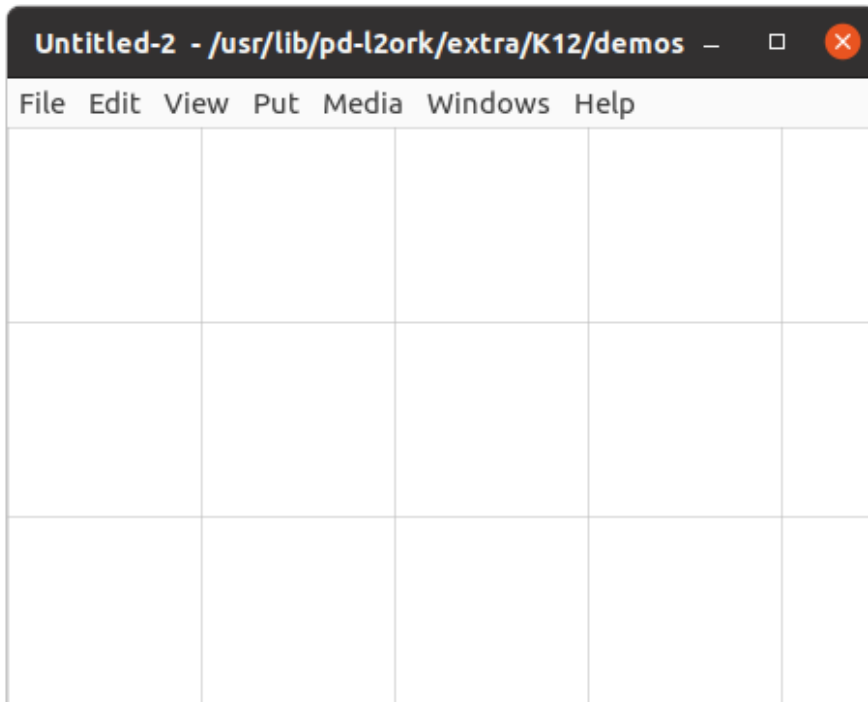 Untitled-2 - /usr/lib/pd-l2ork/extra/K12/demos
File Edit View Put Media Windows Help